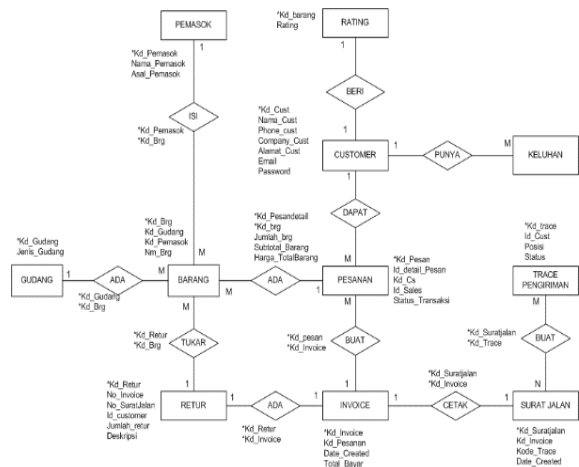 PEMASOK
1
*Kd_Pemasok
Nama_Pemasok
Asal_Pemasok
ISI
*Kd_Pemasok
*Kd_Brg
*Kd_barang
Rating
RATING
1
BERI
1
*Kd_Cust
Nama_Cust
Phone_cust
Company_Cust
Alamat_Cust
Email
Password
CUSTOMER
1
PUNYA
M
KELUHAN
1
DAPAT
M
*Kd_Brg
Kd_Gudang
Kd_Pemasok
Nm_Brg
M
*Kd_Pesandetail
*Kd_brg
Jumlah_brg
Subtotal_Barang
Harga_TotalBarang
*Kd_Gudang
Jenis_Gudang
GUDANG
1
ADA
M
*Kd_Gudang
*Kd_Brg
BARANG
M
ADA
1
PESANAN
*Kd_Pesan
Id_detail_Pesan
Kd_Cs
Id_Sales
Status_Transaksi
*Kd_trace
Id_Cust
Posisi
Status
TRACE
PENGIRIMAN
M
M
M
*Kd_Retur
*Kd_Brg
TUKAR
1
*Kd_pesan
*Kd_Invoice
BUAT
1
*Kd_Suratjalan
*Kd_Trace
BUAT
N
*Kd_Retur
No_Invoice
No_SuratJalan
Id_customer
Jumlah_retur
Deskripsi
RETUR
1
ADA
1
*Kd_Retur
*Kd_Invoice
INVOICE
1
*Kd_Suratjalan
*Kd_Invoice
CETAK
1
SURAT JALAN
*Kd_Invoice
Kd_Pesanan
Date_Created
Total_Bayar
*Kd_Suratjalan
Kd_Invoice
Kode_Trace
Date_Created